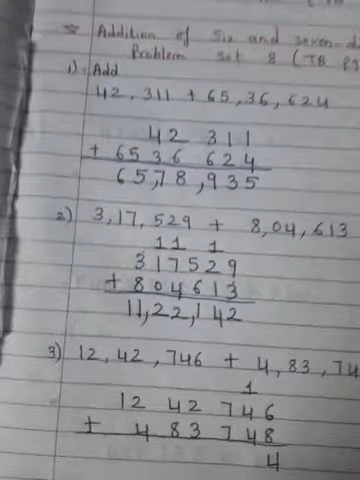 Addition of six and seven-d
Problem set 8 (TB pg
1) Add
42,311 + 65,36,624
42 311
+ 6536 624
65,78,935
2) 3,17,529 + 8,04,613
11 1
317529
+ 804613
11,22,142
3) 12,42,746 + 4,83,74
1
12 42 746
+ 4 83 748
4